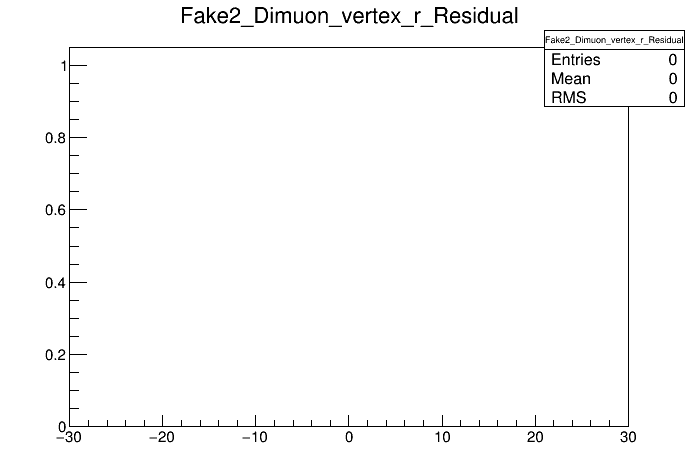 Fake2_Dimuon_vertex_r_Residual
Fake2_Dimuon_vertex_r_Residual
Entries 0
Mean 0
RMS 0
1
0.8
0.6
0.4
0.2
0
−30 −20 −10 0 10 20 30